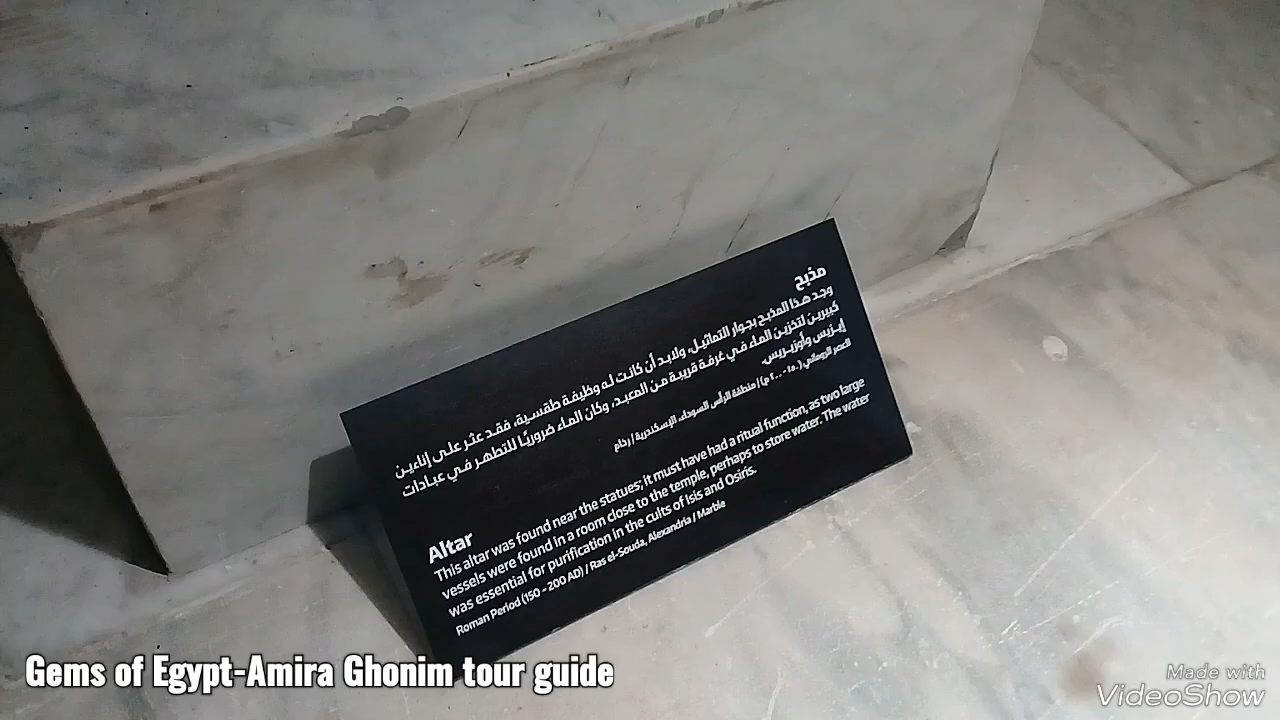 مذبح
وجد هذا المذبح بجوار التماثيل، ولابد أن كانت له وظيفة طقسية، فقد عثر على إناءين
كبيرين لتخزين الماء في غرفة قريبة من المعبد، وكان الماء ضروريًا للتطهر في عبادات
إيزيس وأوزيريس.
العصر الروماني (١٥٠ - ٢٠٠ م) / منطقة الرأس السوداء، الإسكندرية / رخام
Altar
This altar was found near the statues; it must have had a ritual function, as two large
vessels were found in a room close to the temple, perhaps to store water. The water
was essential for purification in the cults of Isis and Osiris.
Roman Period (150 - 200 AD) / Ras el-Souda, Alexandria / Marble
Gems of Egypt-Amira Ghonim tour guide
Made with
VideoShow